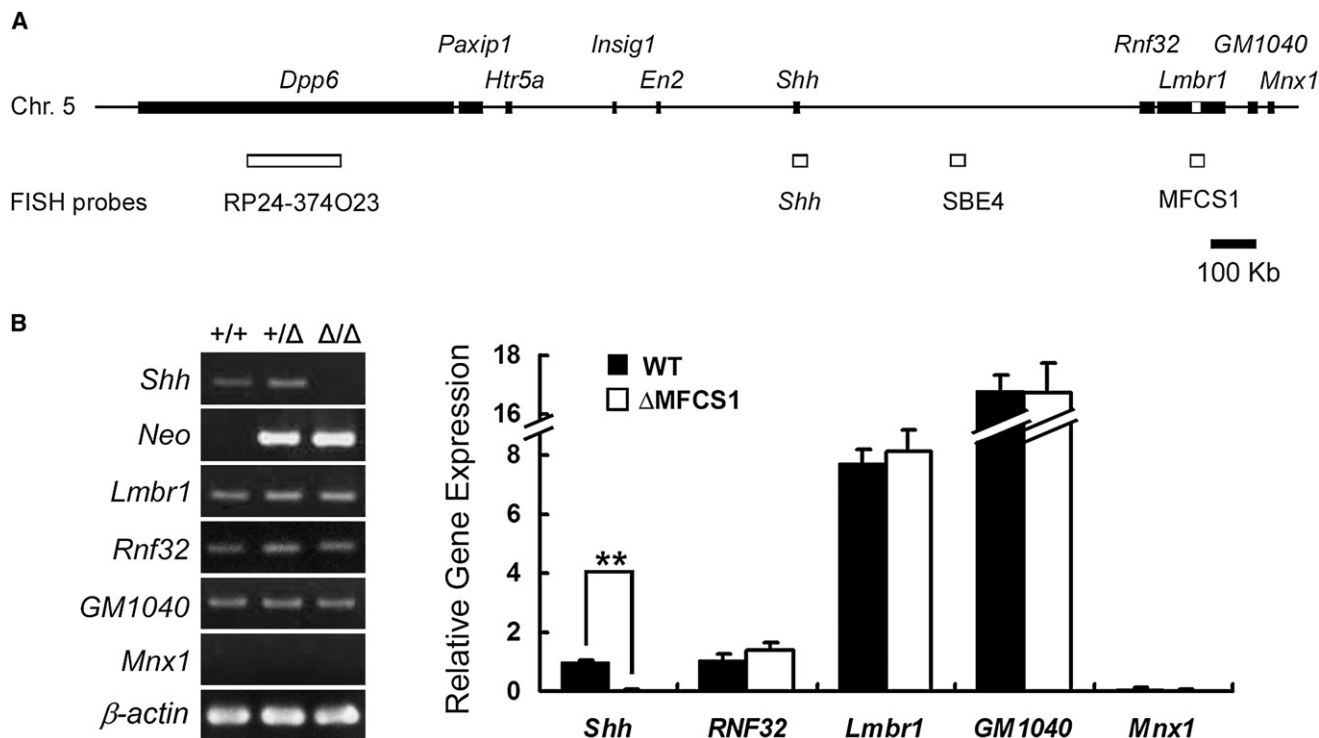 A
Paxip1 Insig1 Rnf32 GM1040
Dpp6 Htr5a En2 Shh Lmbr1 Mnx1
Chr. 5
FISH probes RP24-374O23 Shh SBE4 MFCS1
100 Kb
B
+/+ +/Δ Δ/Δ
Shh
Neo
Lmbr1
Rnf32
GM1040
Mnx1
β-actin
Relative Gene Expression
18
16
8
6
4
2
0
WT
ΔMFCS1
**
Shh RNF32 Lmbr1 GM1040 Mnx1